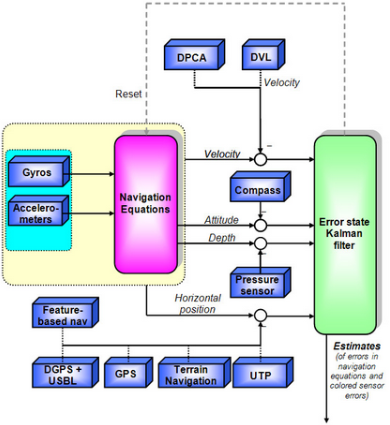 DPCA
DVL
Velocity
Reset
Velocity
Gyros
Accelero-
meters
Navigation
Equations
Compass
Attitude
Depth
Error state
Kalman
filter
Pressure
sensor
Horizontal
position
Feature-
based nav
DGPS +
USBL
GPS
Terrain
Navigation
UTP
Estimates
(of errors in
navigation
equations and
colored sensor
errors)